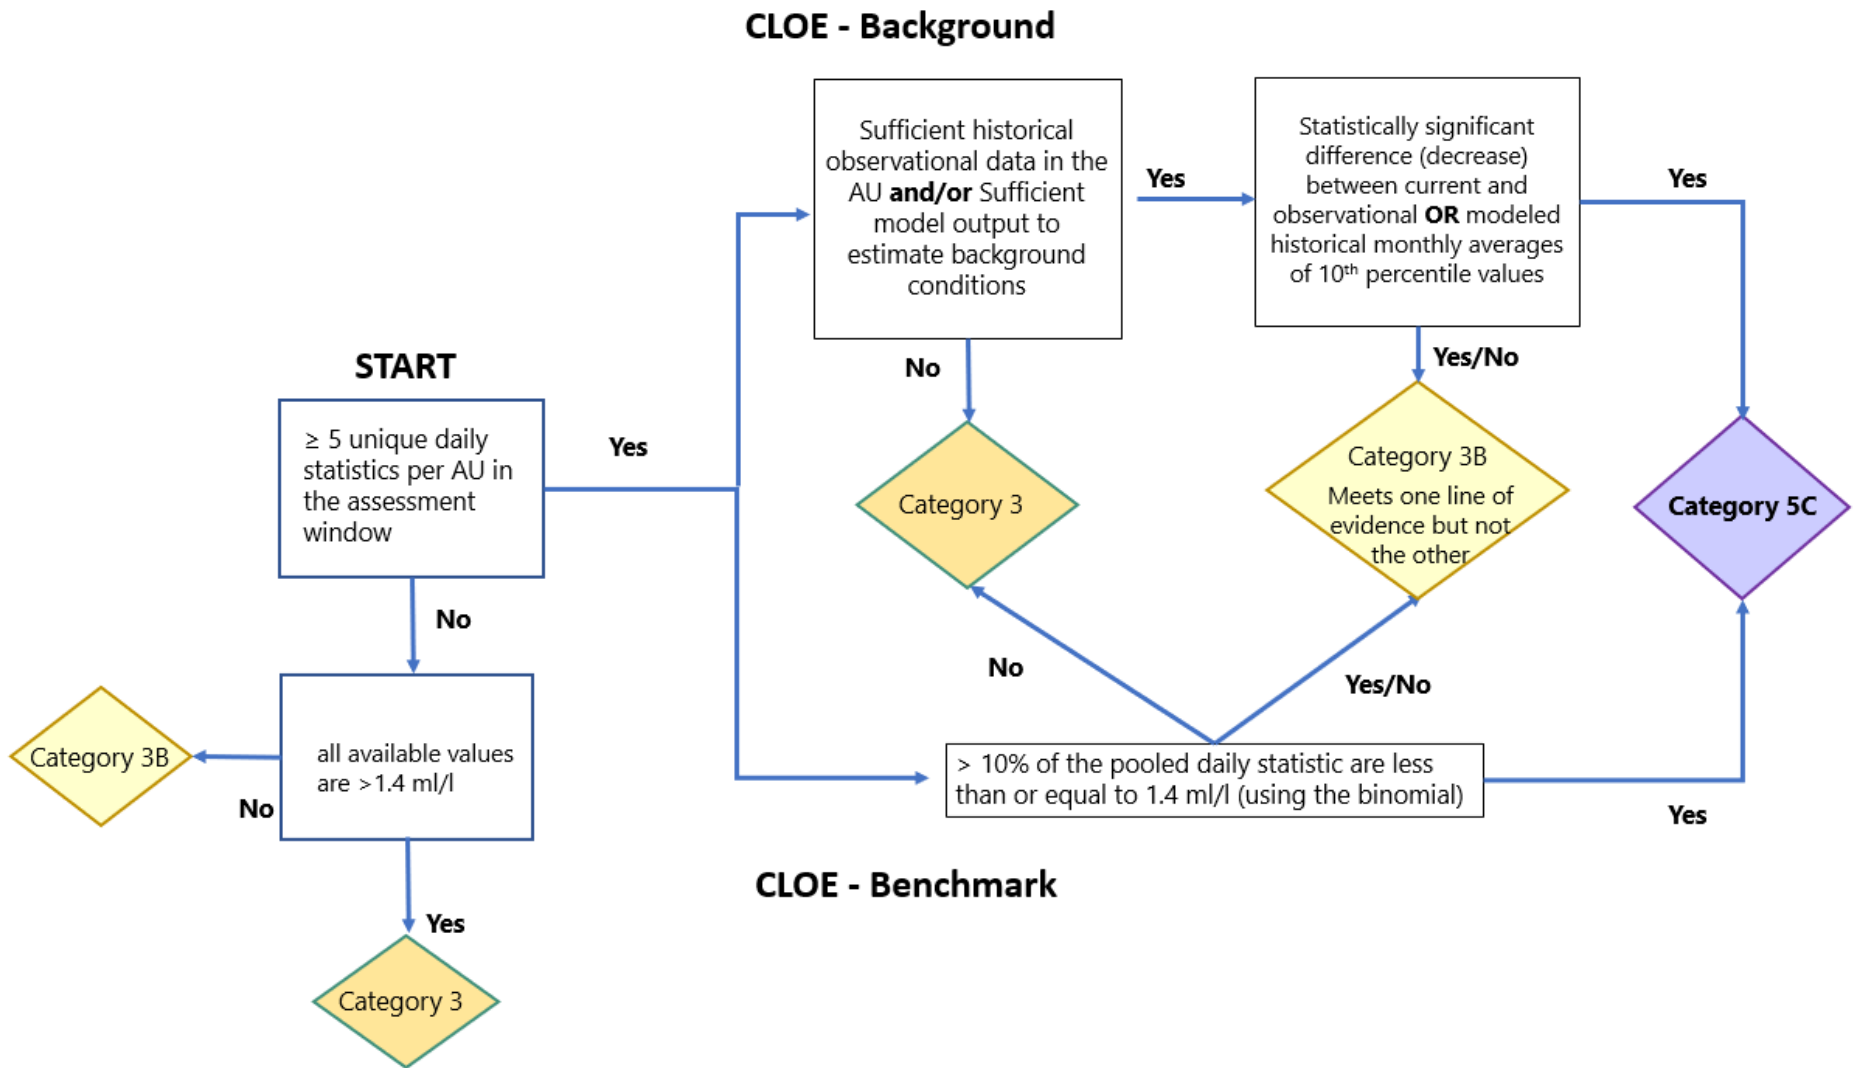 CLOE - Background
Sufficient historical
observational data in the
AU and/or Sufficient
model output to
estimate background
conditions
Yes
Statistically significant
difference (decrease)
between current and
observational OR modeled
historical monthly averages
of 10th percentile values
Yes
No
Yes/No
START
≥ 5 unique daily
statistics per AU in
the assessment
window
Yes
Category 3
Category 3B
Meets one line of
evidence but not
the other
Category 5C
No
No
Yes/No
Category 3B
No
all available values
are >1.4 ml/l
> 10% of the pooled daily statistic are less
than or equal to 1.4 ml/l (using the binomial)
Yes
CLOE - Benchmark
Yes
Category 3